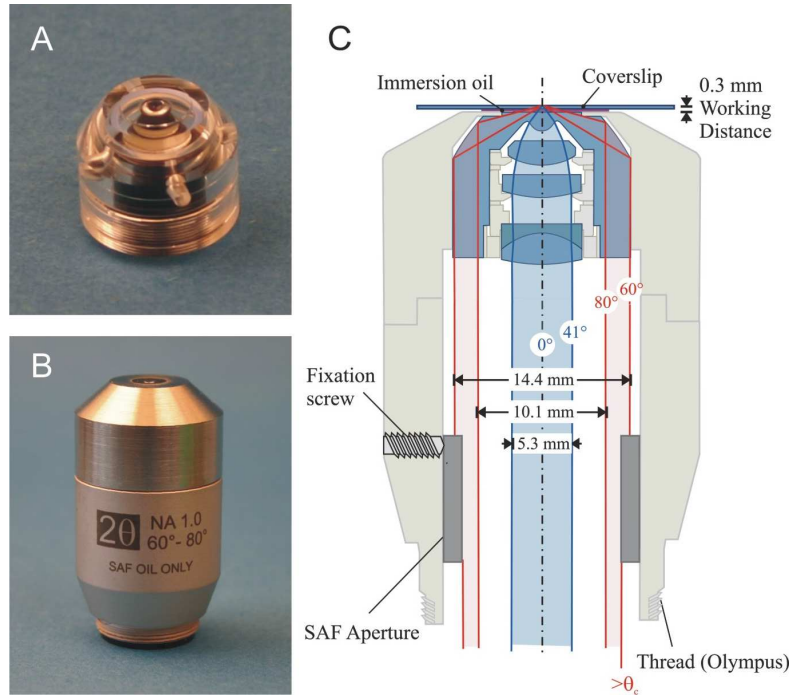 A
B
2θ
NA 1.0
60°- 80°
SAF OIL ONLY
C
Immersion oil
Coverslip
0.3 mm
Working
Distance
80°
60°
0°
41°
14.4 mm
10.1 mm
5.3 mm
Fixation
screw
SAF Aperture
Thread (Olympus)
>θc